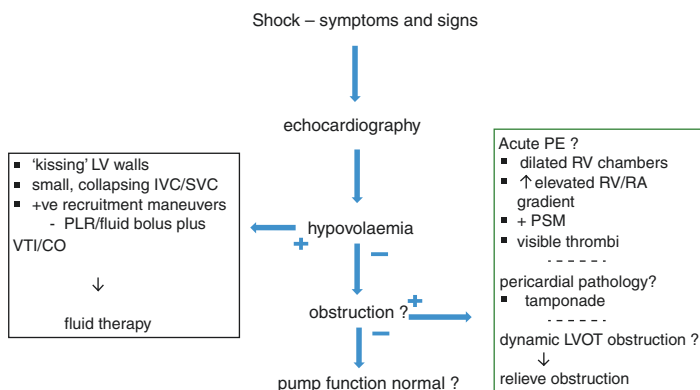 Shock – symptoms and signs
echocardiography
▪ 'kissing' LV walls
▪ small, collapsing IVC/SVC
▪ +ve recruitment maneuvers
- PLR/fluid bolus plus
VTI/CO
↓
fluid therapy
hypovolaemia
+
–
obstruction ?
+
–
pump function normal ?
Acute PE ?
▪ dilated RV chambers
▪ ↑elevated RV/RA
gradient
▪ + PSM
▪ visible thrombi
pericardial pathology?
▪ tamponade
dynamic LVOT obstruction ?
↓
relieve obstruction